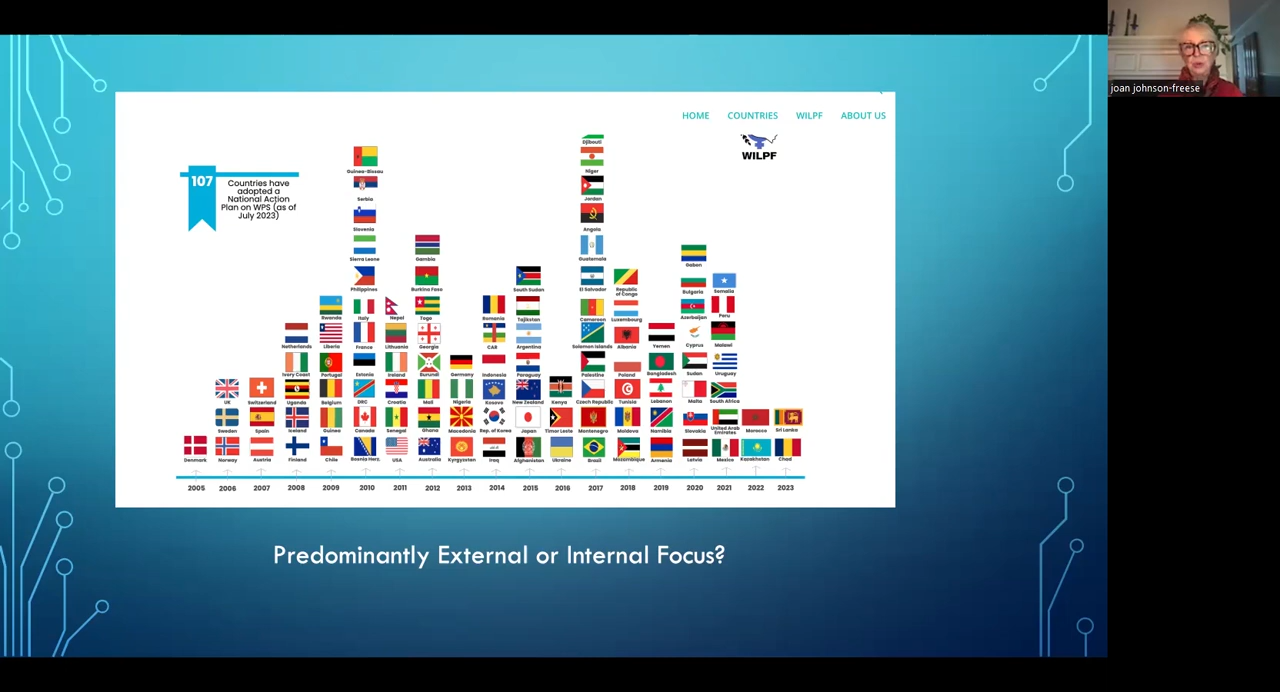 joan johnson-freese
HOME COUNTRIES WILPF ABOUT US
WILPF
107
Countries have
adopted a
National Action
Plan on WPS (as of
July 2023)
Guinea-Bissau
Serbia
Slovenia
Sierra Leone
Philippines
Djibouti
Niger
Jordan
Angola
Guatemala
Gambia
Burkina Faso
South Sudan
El Salvador
Republic
of Congo
Gabon
Bulgaria
Somalia
Rwanda
Italy
Nepal
Togo
Romania
Tajikistan
Cameroon
Luxembourg
Azerbaijan
Peru
Netherlands
Liberia
France
Lithuania
Georgia
CAR
Argentina
Solomon Islands
Albania
Yemen
Cyprus
Malawi
Ivory Coast
Portugal
Estonia
Ireland
Burundi
Germany
Indonesia
Paraguay
Palestine
Poland
Bangladesh
Sudan
Uruguay
UK
Switzerland
Uganda
Belgium
DRC
Croatia
Mali
Nigeria
Kosovo
New Zealand
Kenya
Czech Republic
Tunisia
Lebanon
Malta
South Africa
Sweden
Spain
Iceland
Guinea
Canada
Senegal
Ghana
Macedonia
Rep. of Korea
Japan
Timor Leste
Montenegro
Moldova
Namibia
Slovakia
United Arab
Emirates
Morocco
Sri Lanka
Denmark
Norway
Austria
Finland
Chile
Bosnia Herz.
USA
Australia
Kyrgyzstan
Iraq
Afghanistan
Ukraine
Brazil
Mozambique
Armenia
Latvia
Mexico
Kazakhstan
Chad
2005 2006 2007 2008 2009 2010 2011 2012 2013 2014 2015 2016 2017 2018 2019 2020 2021 2022 2023
Predominantly External or Internal Focus?